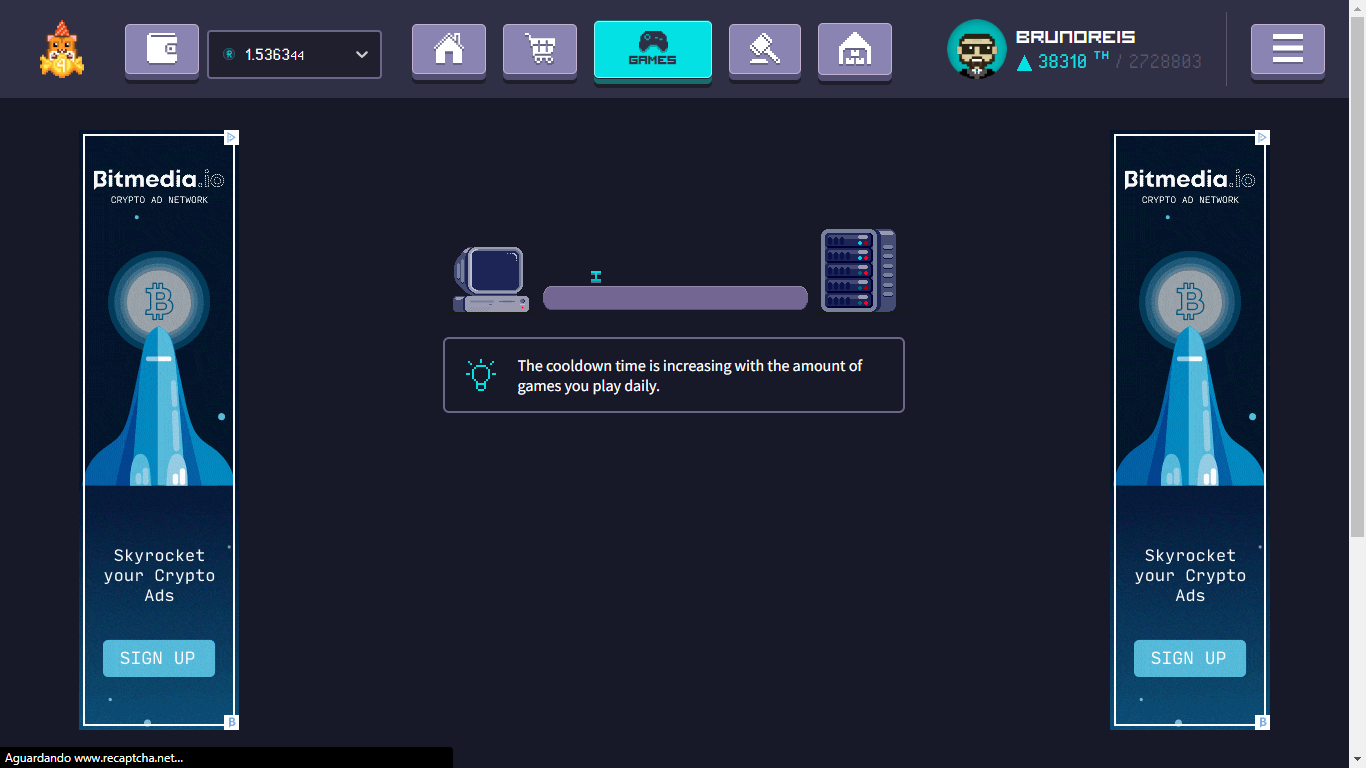 4
R 1.536344
GAMES
BRUNOREIS
38310 TH / 2728803
Bitmedia.io
CRYPTO AD NETWORK
Skyrocket
your Crypto
Ads
SIGN UP
The cooldown time is increasing with the amount of
games you play daily.
Bitmedia.io
CRYPTO AD NETWORK
Skyrocket
your Crypto
Ads
SIGN UP
Aguardando www.recaptcha.net...